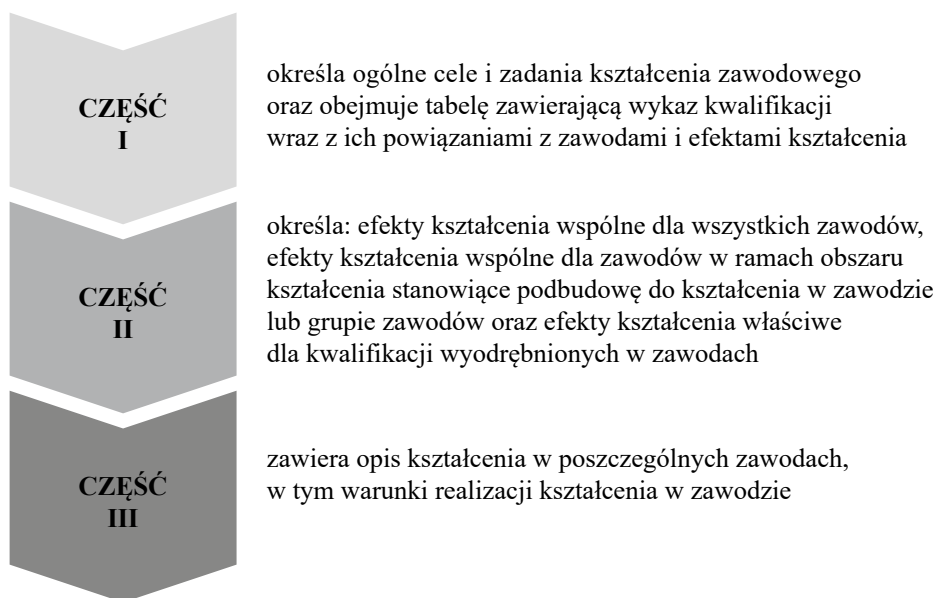 CZĘŚĆ
I
określa ogólne cele i zadania kształcenia zawodowego
oraz obejmuje tabelę zawierającą wykaz kwalifikacji
wraz z ich powiązaniami z zawodami i efektami kształcenia
CZĘŚĆ
II
określa: efekty kształcenia wspólne dla wszystkich zawodów,
efekty kształcenia wspólne dla zawodów w ramach obszaru
kształcenia stanowiące podbudowę do kształcenia w zawodzie
lub grupie zawodów oraz efekty kształcenia właściwe
dla kwalifikacji wyodrębnionych w zawodach
CZĘŚĆ
III
zawiera opis kształcenia w poszczególnych zawodach,
w tym warunki realizacji kształcenia w zawodzie